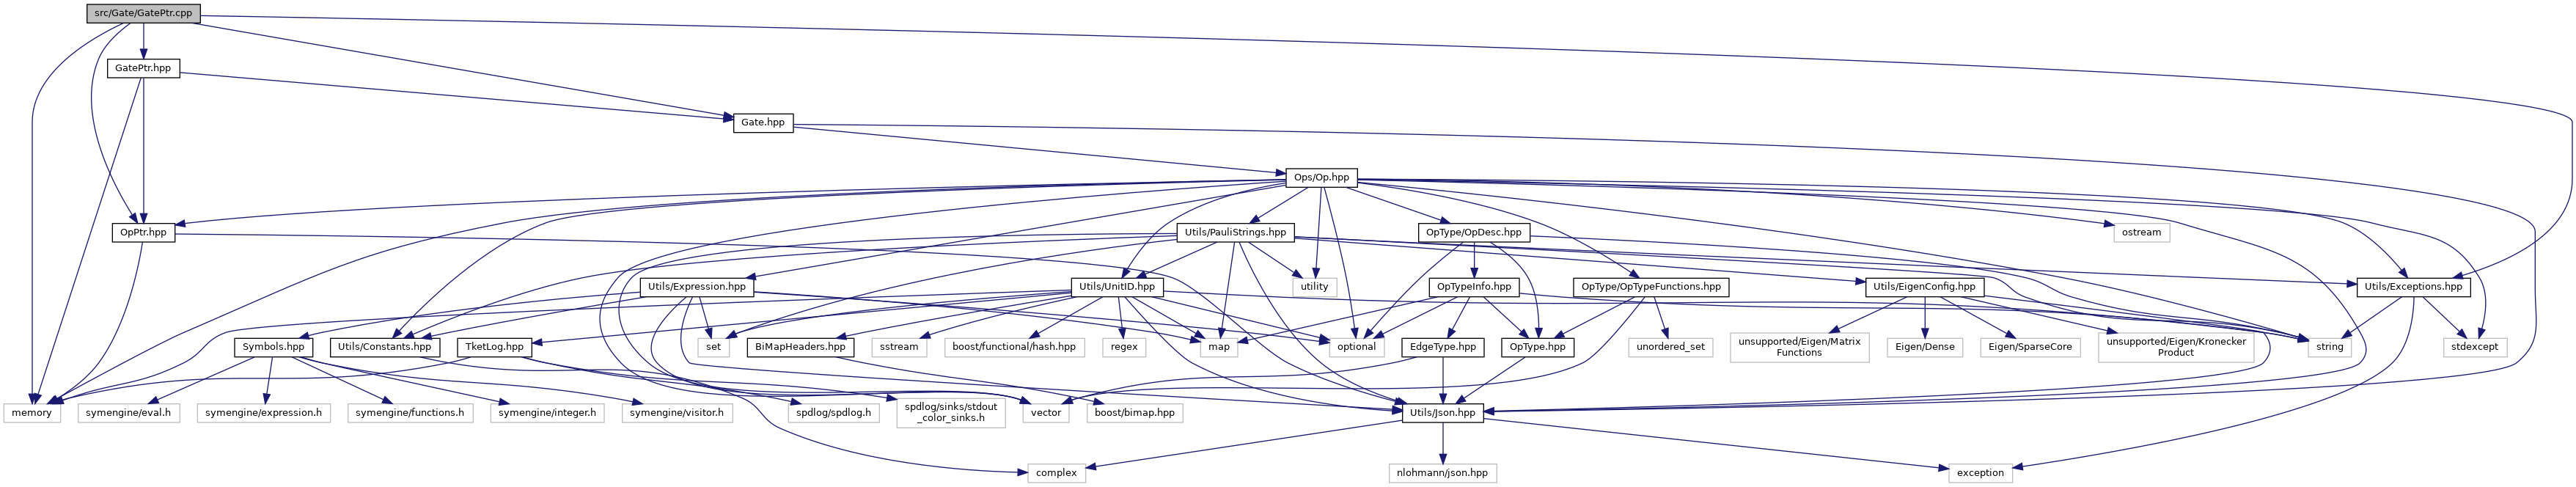 src/Gate/GatePtr.cpp
GatePtr.hpp
Gate.hpp
Ops/Op.hpp
OpPtr.hpp
Utils/PauliStrings.hpp
OpType/OpDesc.hpp
ostream
Utils/Expression.hpp
Utils/UnitID.hpp
utility
OpTypeInfo.hpp
OpType/OpTypeFunctions.hpp
Utils/EigenConfig.hpp
Utils/Exceptions.hpp
Symbols.hpp
Utils/Constants.hpp
TketLog.hpp
set
BiMapHeaders.hpp
sstream
boost/functional/hash.hpp
regex
map
optional
EdgeType.hpp
OpType.hpp
unordered_set
unsupported/Eigen/Matrix
Functions
Eigen/Dense
Eigen/SparseCore
unsupported/Eigen/Kronecker
Product
string
stdexcept
memory
symengine/eval.h
symengine/expression.h
symengine/functions.h
symengine/integer.h
symengine/visitor.h
spdlog/spdlog.h
spdlog/sinks/stdout
_color_sinks.h
vector
boost/bimap.hpp
Utils/Json.hpp
complex
nlohmann/json.hpp
exception